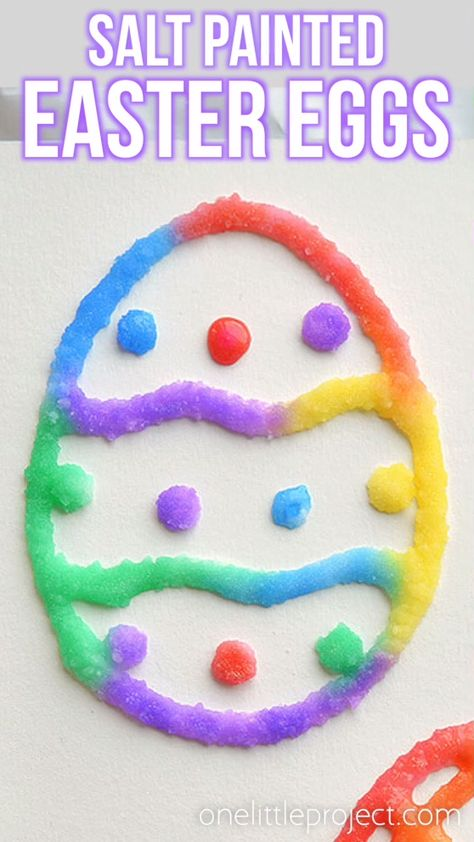 SALT PAINTED
EASTER EGGS
onelittleproject.com